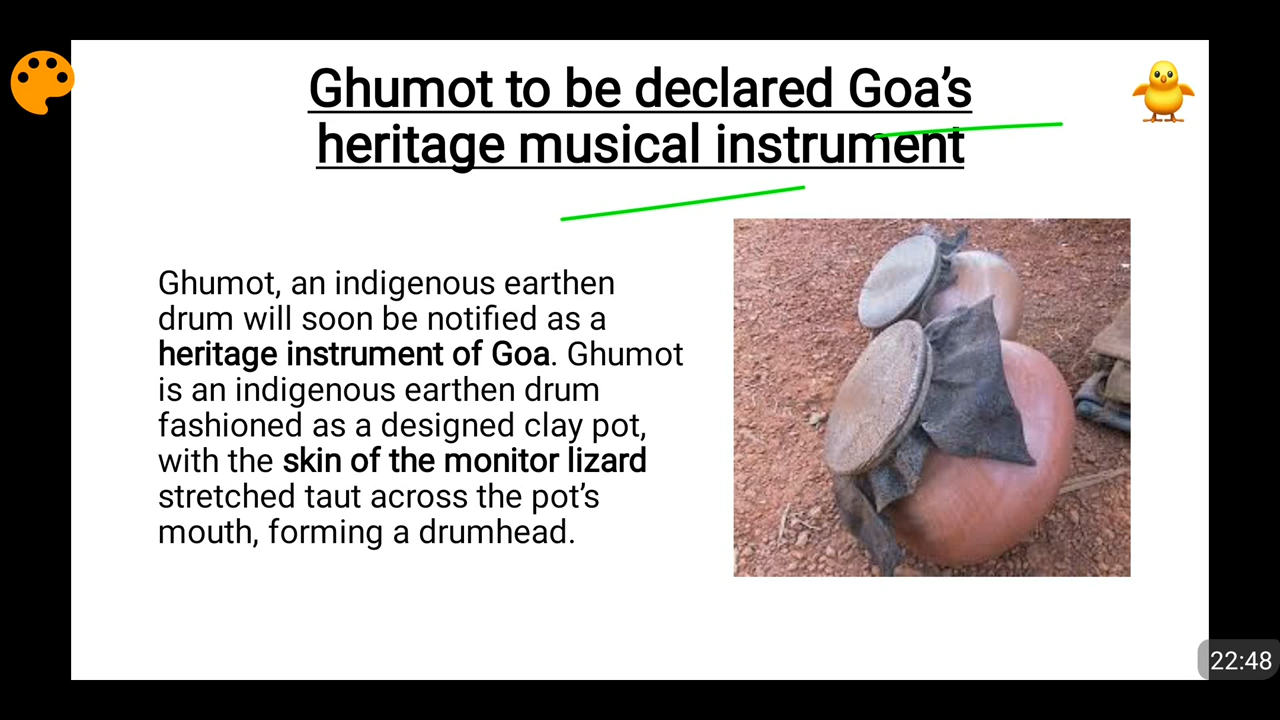 Ghumot to be declared Goa’s
heritage musical instrument
Ghumot, an indigenous earthen
drum will soon be notified as a
heritage instrument of Goa. Ghumot
is an indigenous earthen drum
fashioned as a designed clay pot,
with the skin of the monitor lizard
stretched taut across the pot’s
mouth, forming a drumhead.
22:48